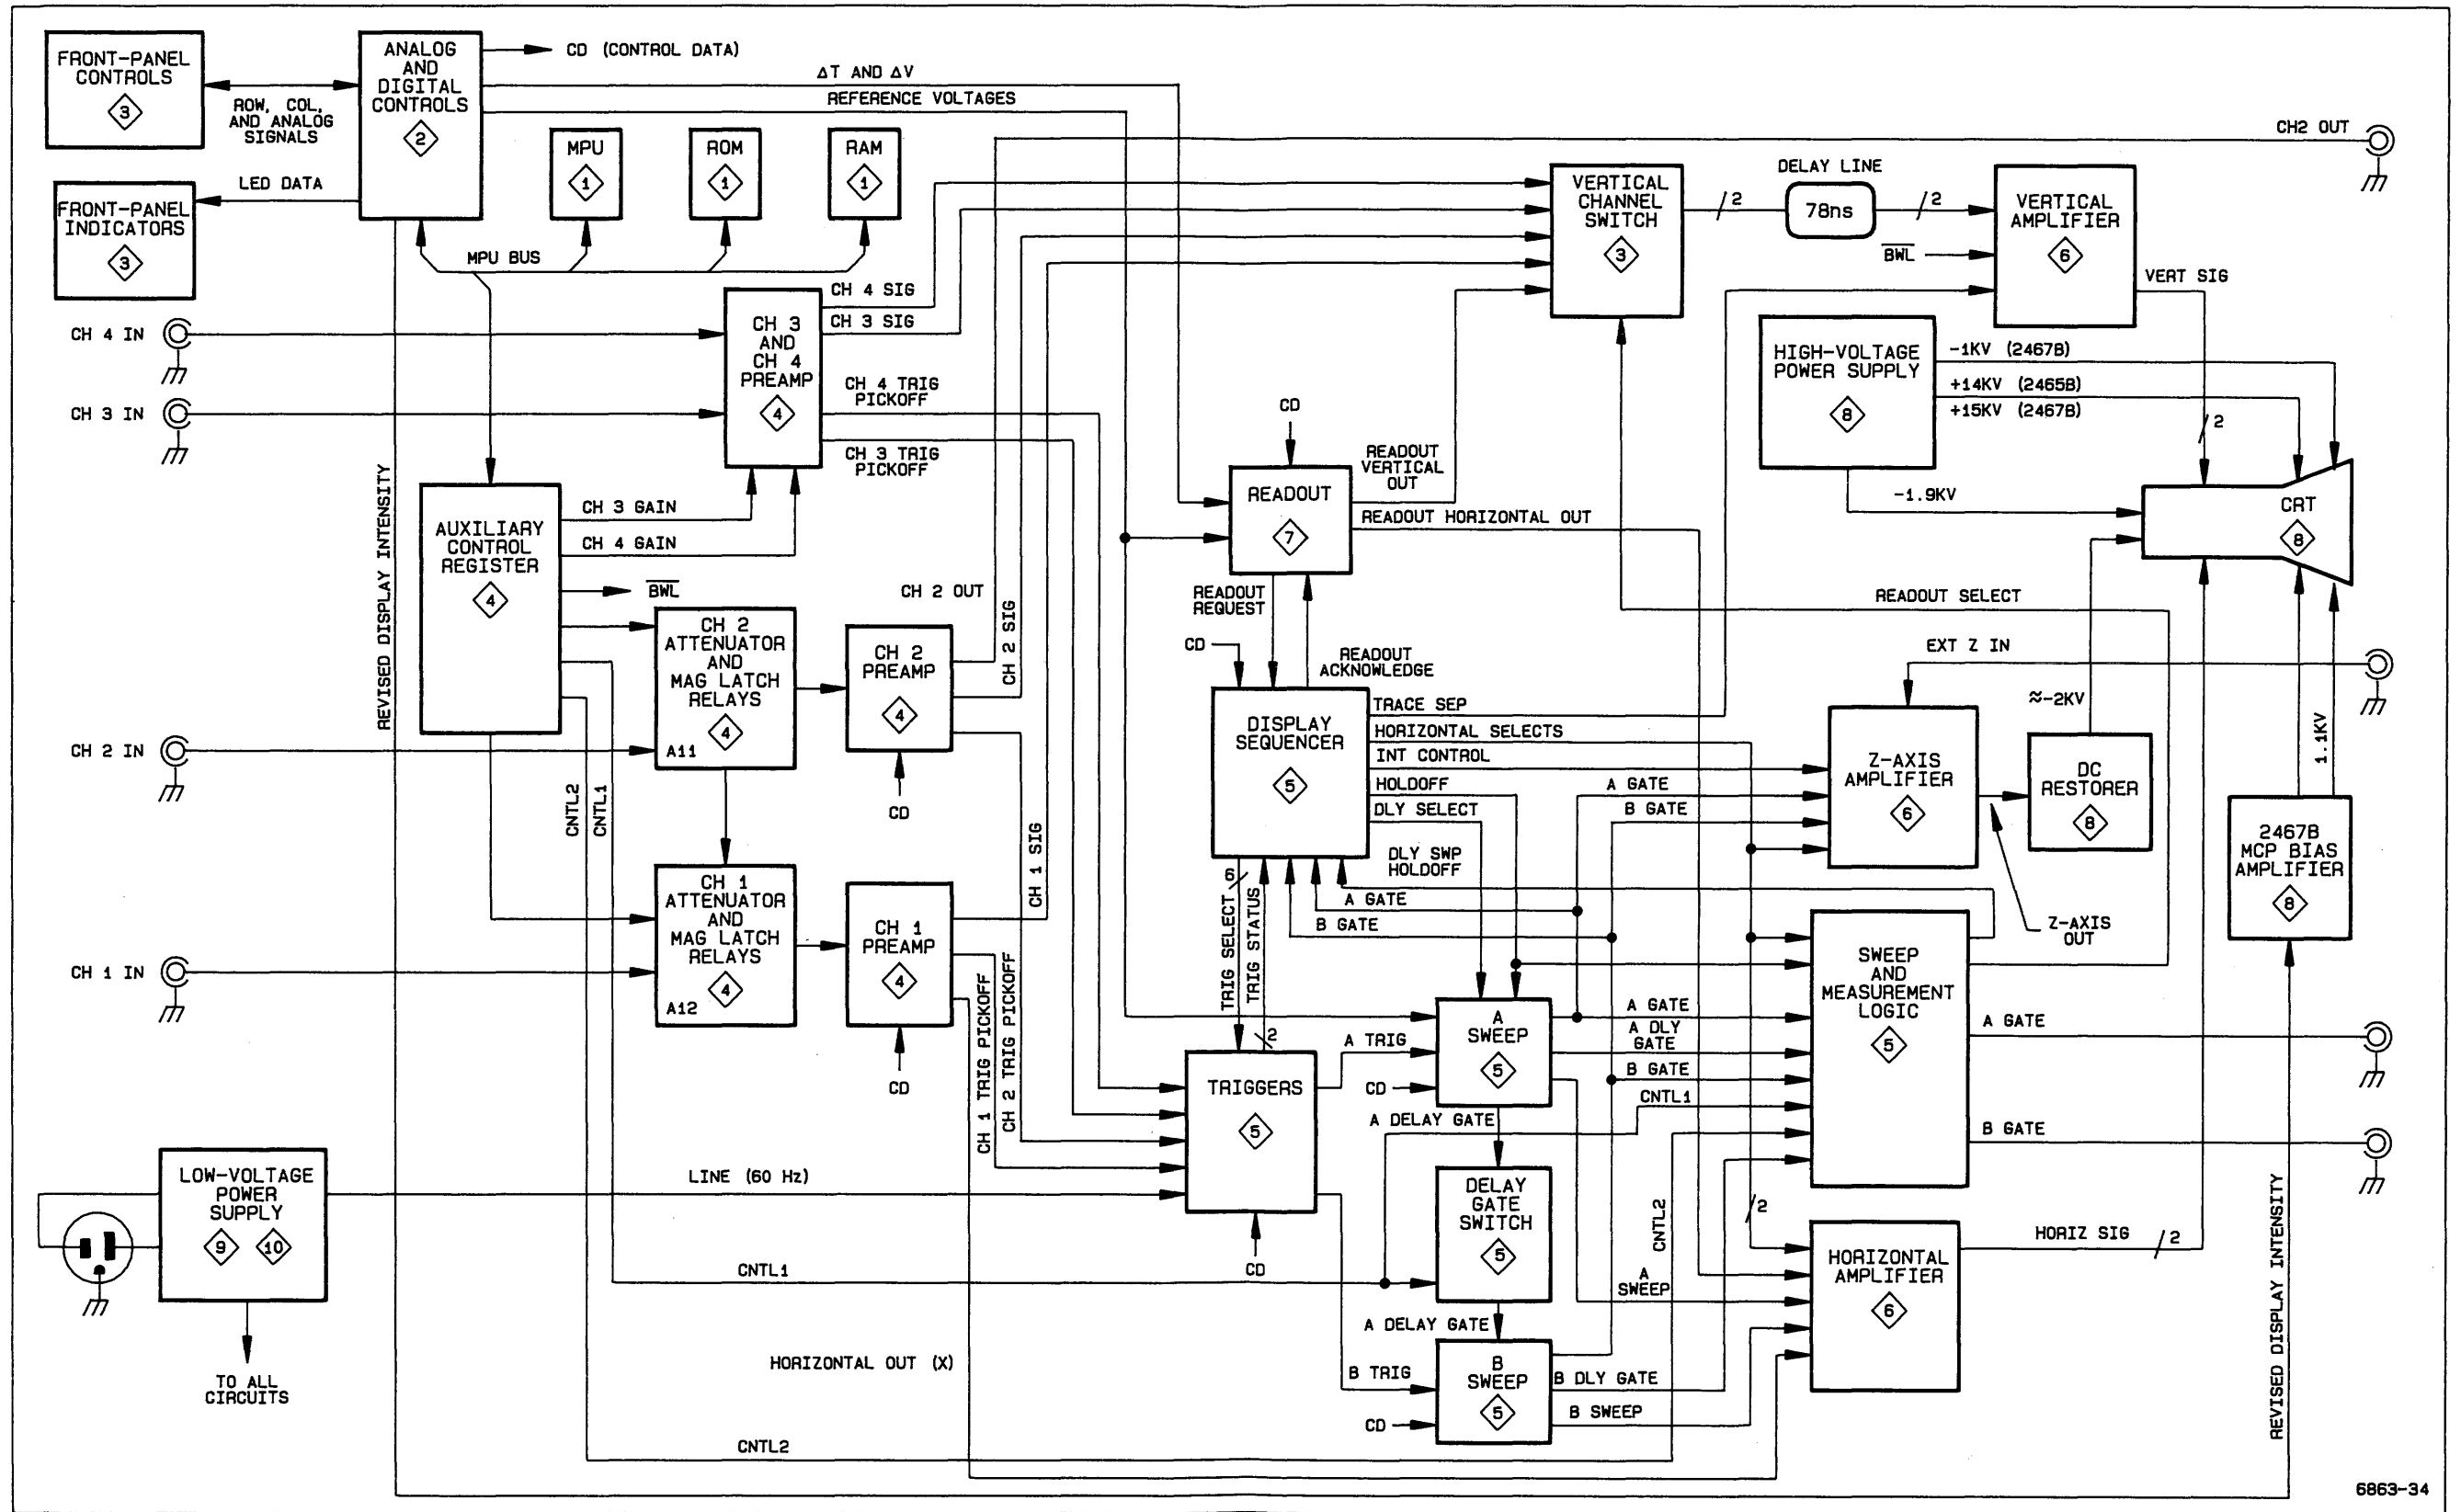 FRONT-PANEL
CONTROLS
3
ROW, COL,
AND ANALOG
SIGNALS
ANALOG
AND
DIGITAL
CONTROLS
2
CD (CONTROL DATA)
ΔT AND ΔV
REFERENCE VOLTAGES
FRONT-PANEL
INDICATORS
3
LED DATA
MPU
1
ROM
1
RAM
1
MPU BUS
CH2 OUT
VERTICAL
CHANNEL
SWITCH
3
2
DELAY LINE
78ns
2
VERTICAL
AMPLIFIER
6
BWL
VERT SIG
2
CH 4 IN
CH 3 IN
CH 3
AND
CH 4
PREAMP
4
CH 4 SIG
CH 3 SIG
CH 4 TRIG
PICKOFF
CH 3 TRIG
PICKOFF
HIGH-VOLTAGE
POWER SUPPLY
8
-1KV (2467B)
+14KV (2465B)
+15KV (2467B)
-1.9KV
CRT
8
REVISED DISPLAY INTENSITY
AUXILIARY
CONTROL
REGISTER
4
CH 3 GAIN
CH 4 GAIN
BWL
CNTL2
CNTL1
CD
READOUT
7
READOUT
VERTICAL
OUT
READOUT HORIZONTAL OUT
READOUT
REQUEST
READOUT
ACKNOWLEDGE
READOUT SELECT
CH 2 IN
CH 2
ATTENUATOR
AND
MAG LATCH
RELAYS
4
A11
CH 2
PREAMP
4
CD
CH 2 OUT
CH 2 SIG
CD
DISPLAY
SEQUENCER
5
TRACE SEP
HORIZONTAL SELECTS
INT CONTROL
HOLDOFF
DLY SELECT
DLY SWP
HOLDOFF
A GATE
B GATE
A GATE
B GATE
EXT Z IN
Z-AXIS
AMPLIFIER
6
Z-AXIS
OUT
≈-2KV
DC
RESTORER
8
1.1KV
2467B
MCP BIAS
AMPLIFIER
8
CH 1 IN
CH 1
ATTENUATOR
AND
MAG LATCH
RELAYS
4
A12
CH 1
PREAMP
4
CD
CH 1 SIG
CH 1 TRIG PICKOFF
CH 2 TRIG PICKOFF
6
TRIG SELECT
TRIG STATUS
2
TRIGGERS
5
CD
A TRIG
CD
A
SWEEP
5
A GATE
A DLY
GATE
B GATE
CNTL1
SWEEP
AND
MEASUREMENT
LOGIC
5
A GATE
B GATE
A DELAY GATE
DELAY
GATE
SWITCH
5
A DELAY GATE
CNTL2
2
A
SWEEP
HORIZONTAL
AMPLIFIER
6
HORIZ SIG
2
LOW-VOLTAGE
POWER
SUPPLY
9
10
TO ALL
CIRCUITS
LINE (60 Hz)
CNTL1
HORIZONTAL OUT (X)
B TRIG
CD
B
SWEEP
5
B DLY GATE
B SWEEP
CNTL2
REVISED DISPLAY INTENSITY
6863-34